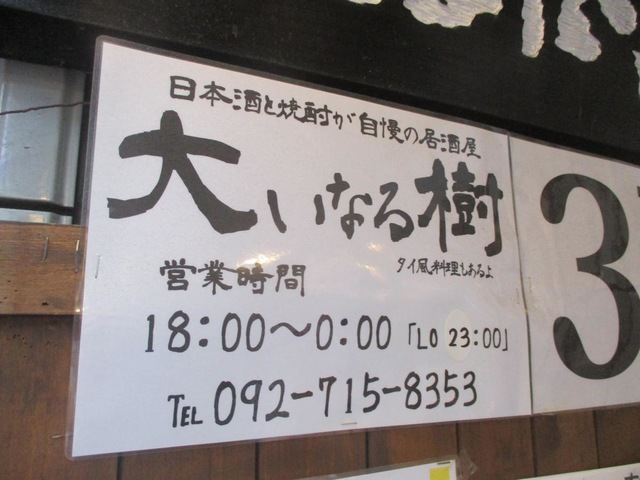 日本酒と焼酎が自慢の居酒屋
大いなる樹
タイ風料理もあるよ
営業時間
18:00〜0:00 「LO 23:00」
TEL 092-715-8353
3